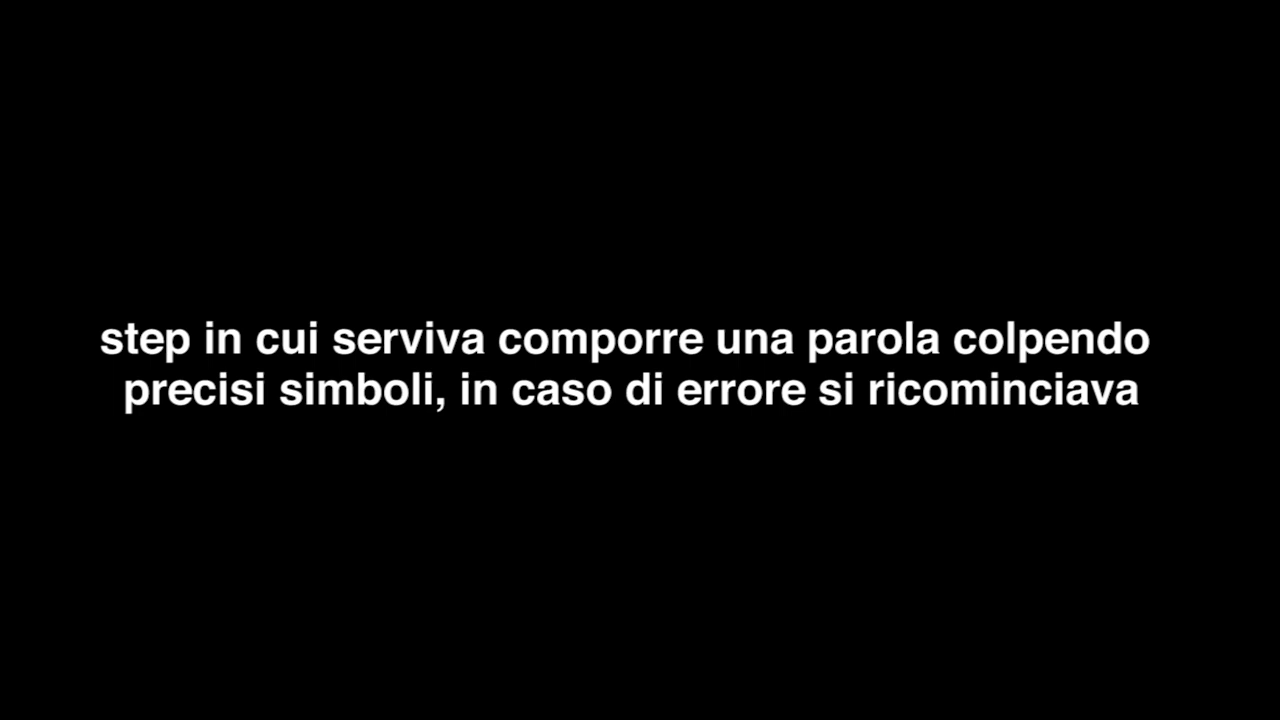 step in cui serviva comporre una parola colpendo
precisi simboli, in caso di errore si ricominciava